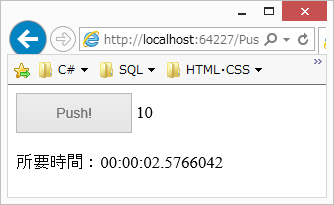 http://localhost:64227/Pus
C# SQL HTML・CSS
Push! 10
所要時間：00:00:02.5766042